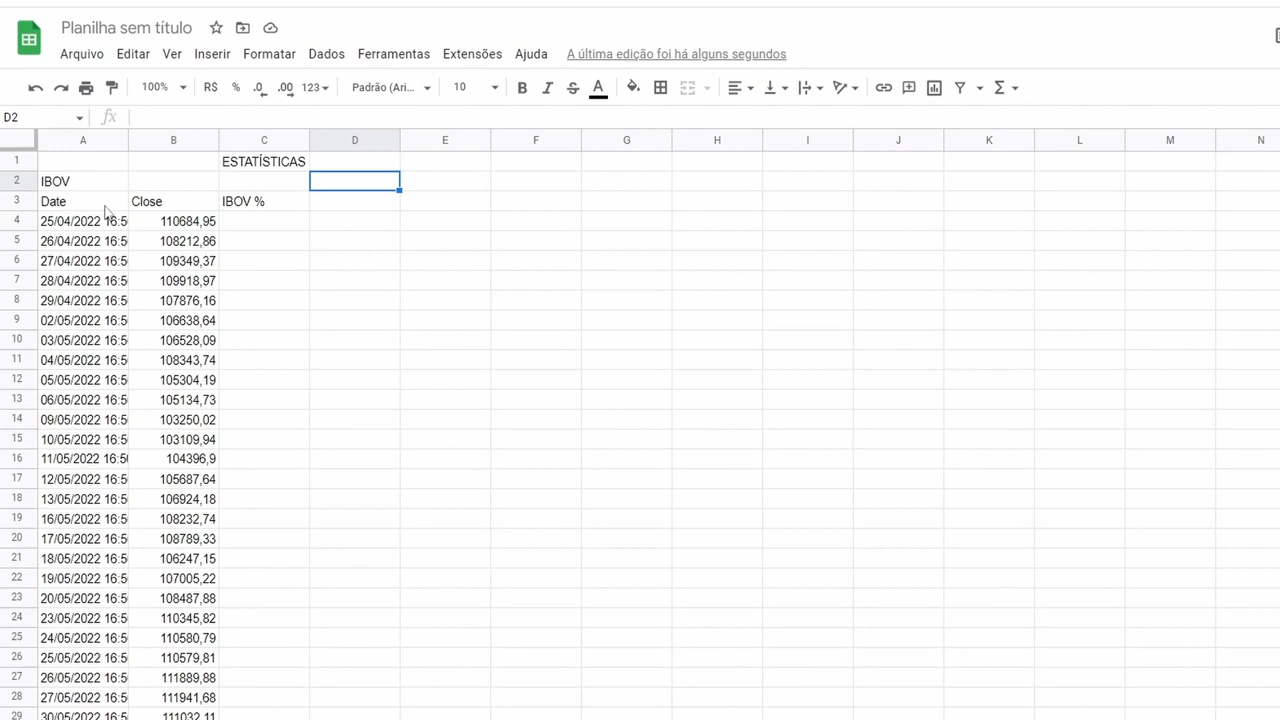 Planilha sem título
Arquivo Editar Ver Inserir Formatar Dados Ferramentas Extensões Ajuda A última edição foi há alguns segundos
100% R$ % .0 .00 123 Padrão (Ari... 10 B I S A
D2 fx
A B C D E F G H I J K L M N
1 ESTATÍSTICAS
2 IBOV
3 Date Close IBOV %
4 25/04/2022 16:5 110684,95
5 26/04/2022 16:5 108212,86
6 27/04/2022 16:5 109349,37
7 28/04/2022 16:5 109918,97
8 29/04/2022 16:5 107876,16
9 02/05/2022 16:5 106638,64
10 03/05/2022 16:5 106528,09
11 04/05/2022 16:5 108343,74
12 05/05/2022 16:5 105304,19
13 06/05/2022 16:5 105134,73
14 09/05/2022 16:5 103250,02
15 10/05/2022 16:5 103109,94
16 11/05/2022 16:5 104396,9
17 12/05/2022 16:5 105687,64
18 13/05/2022 16:5 106924,18
19 16/05/2022 16:5 108232,74
20 17/05/2022 16:5 108789,33
21 18/05/2022 16:5 106247,15
22 19/05/2022 16:5 107005,22
23 20/05/2022 16:5 108487,88
24 23/05/2022 16:5 110345,82
25 24/05/2022 16:5 110580,79
26 25/05/2022 16:5 110579,81
27 26/05/2022 16:5 111889,88
28 27/05/2022 16:5 111941,68
29 30/05/2022 16:5 111032,11